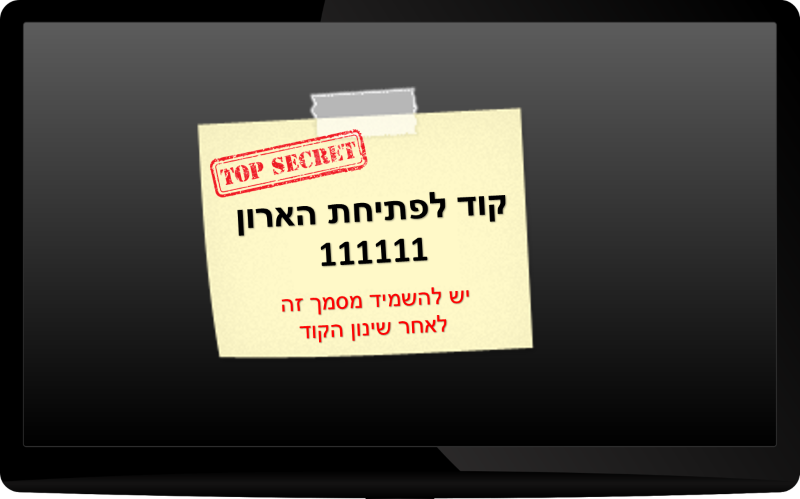 TOP SECRET
קוד לפתיחת הארון
111111
יש להשמיד מסמך זה
לאחר שינון הקוד